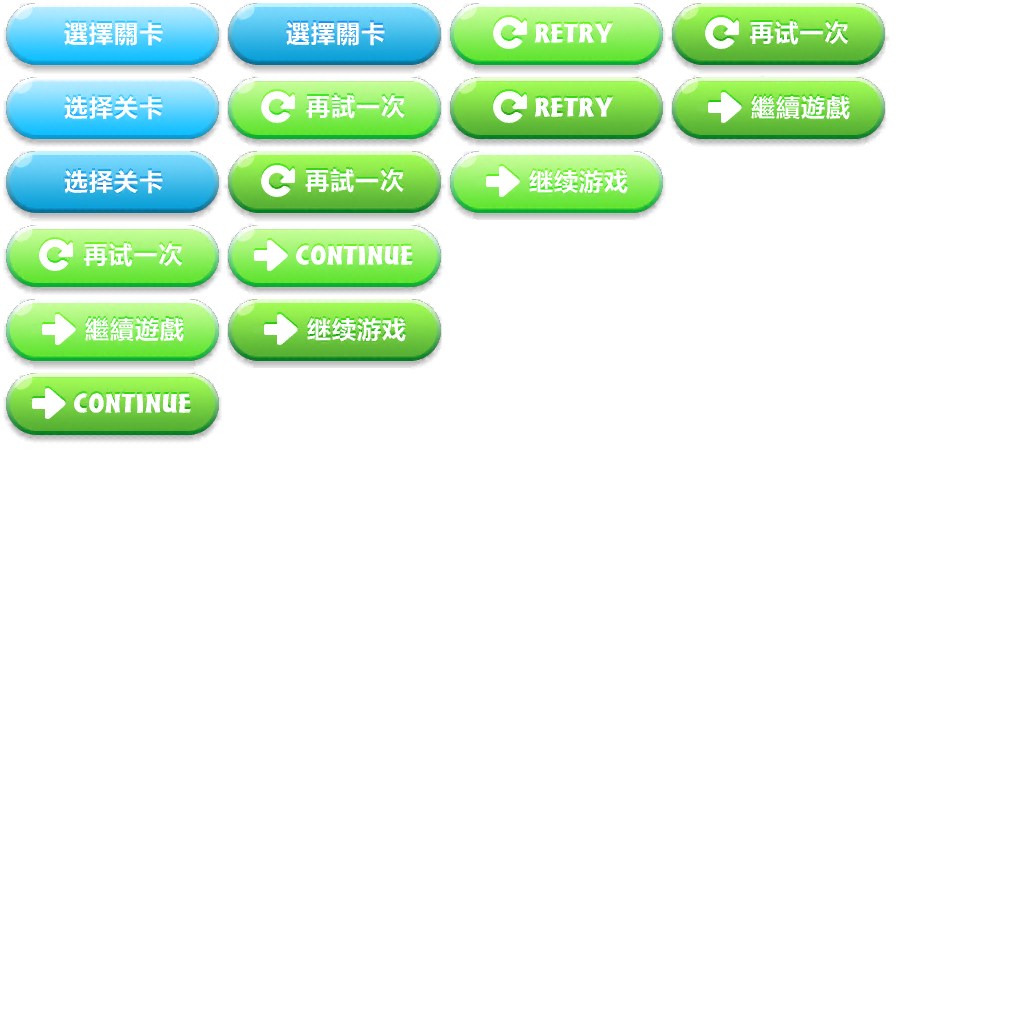 選擇關卡
選擇關卡
RETRY
再试一次
选择关卡
再試一次
RETRY
繼續遊戲
选择关卡
再試一次
继续游戏
再试一次
CONTINUE
繼續遊戲
继续游戏
CONTINUE